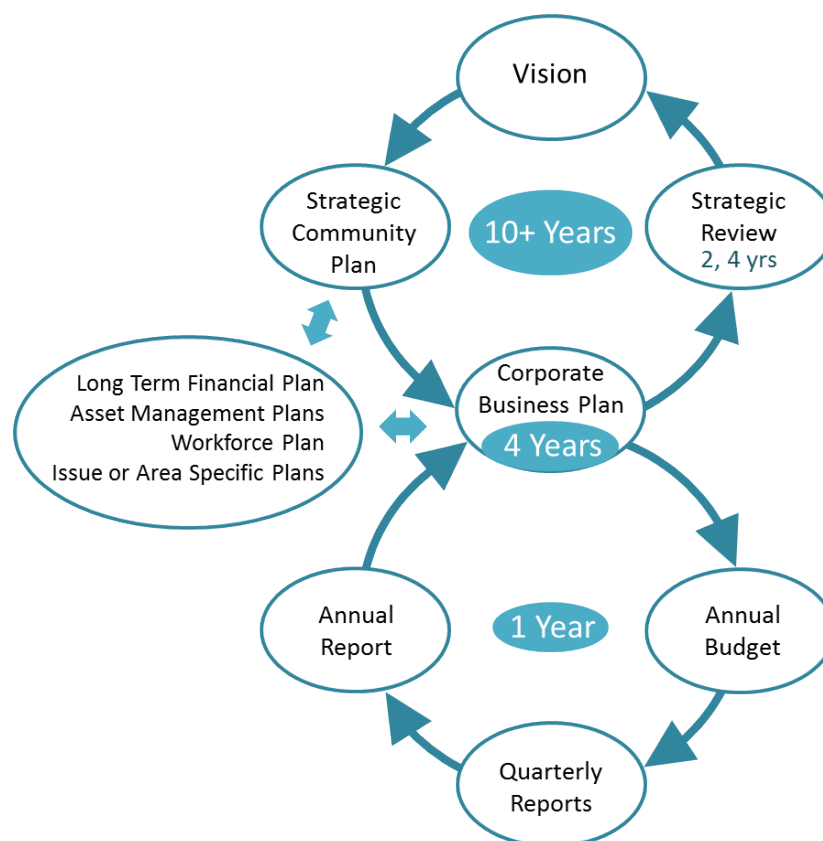 Vision
Strategic
Community
Plan
10+ Years
Strategic
Review
2, 4 yrs
Long Term Financial Plan
Asset Management Plans
Workforce Plan
Issue or Area Specific Plans
Corporate
Business Plan
4 Years
Annual
Report
1 Year
Annual
Budget
Quarterly
Reports